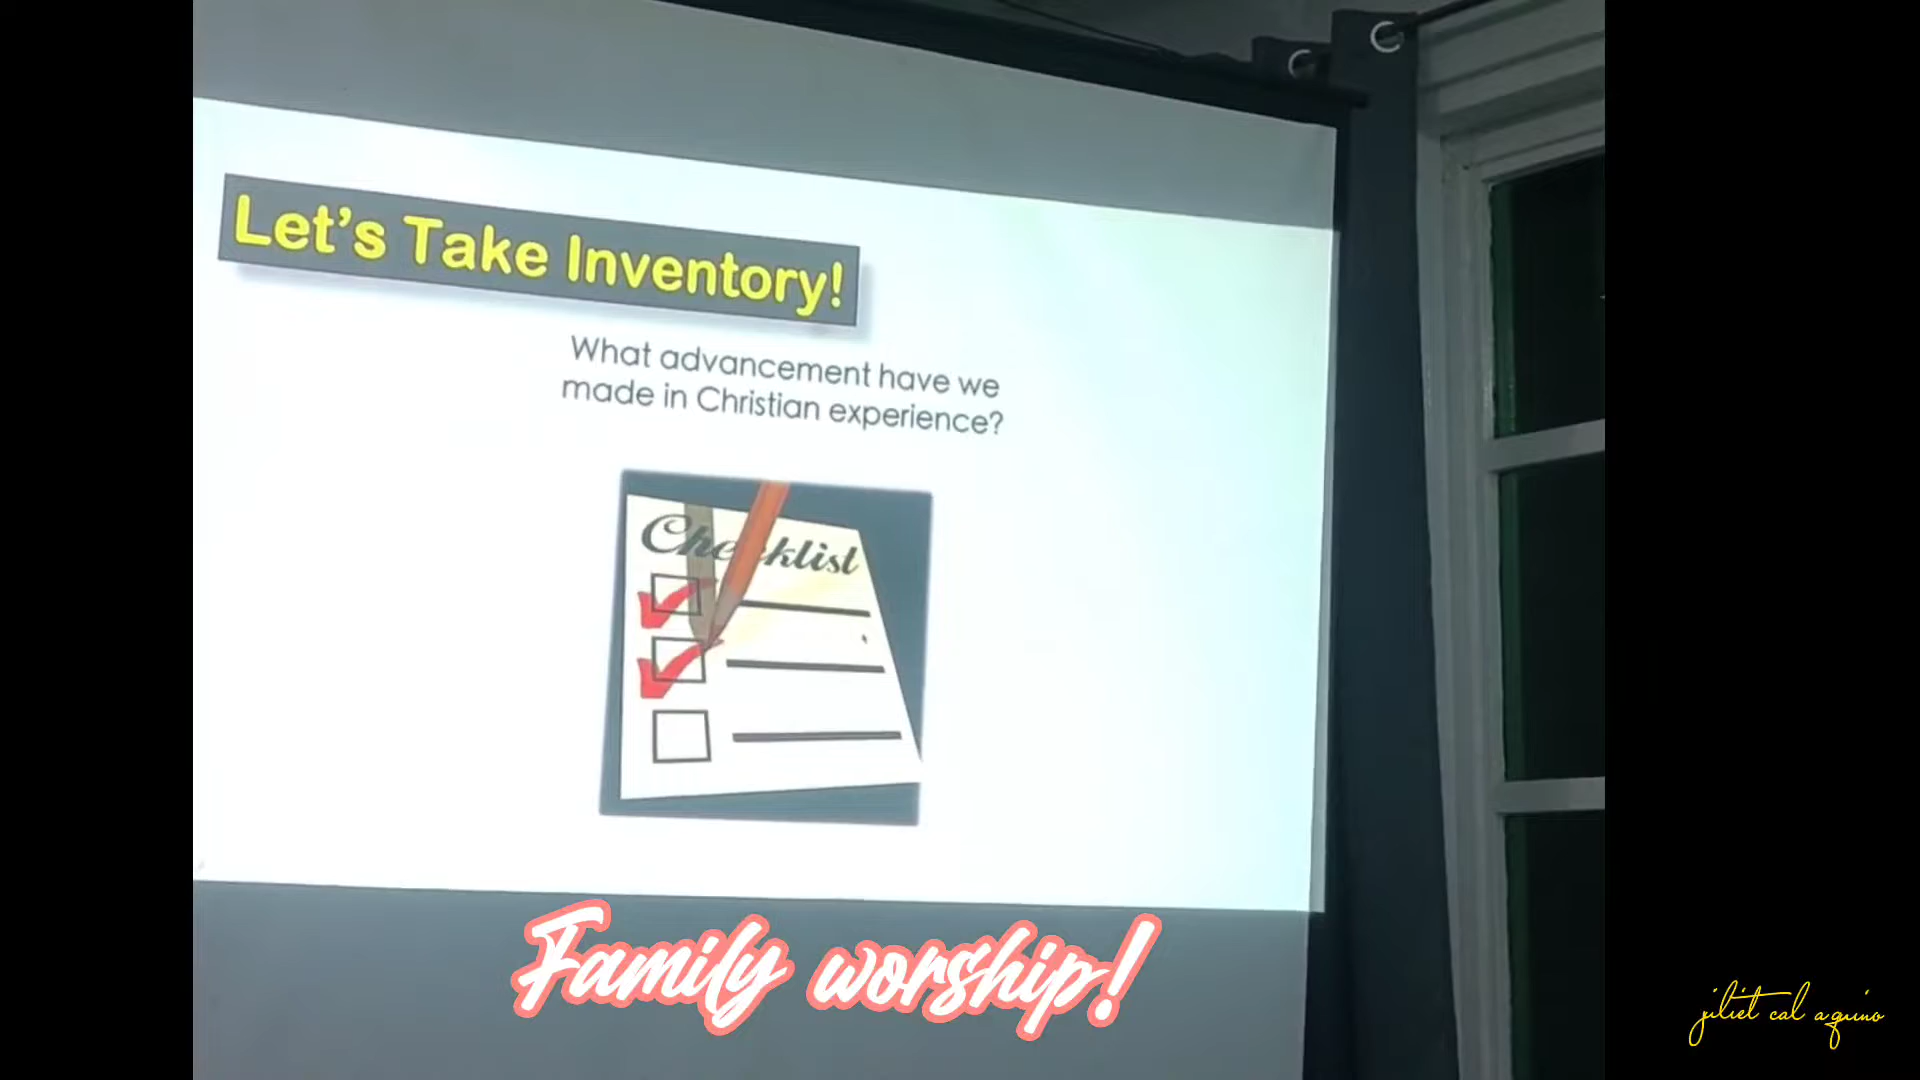 Let's Take Inventory!
What advancement have we
made in Christian experience?
Checklist
Family worship!
juliet cal aquino